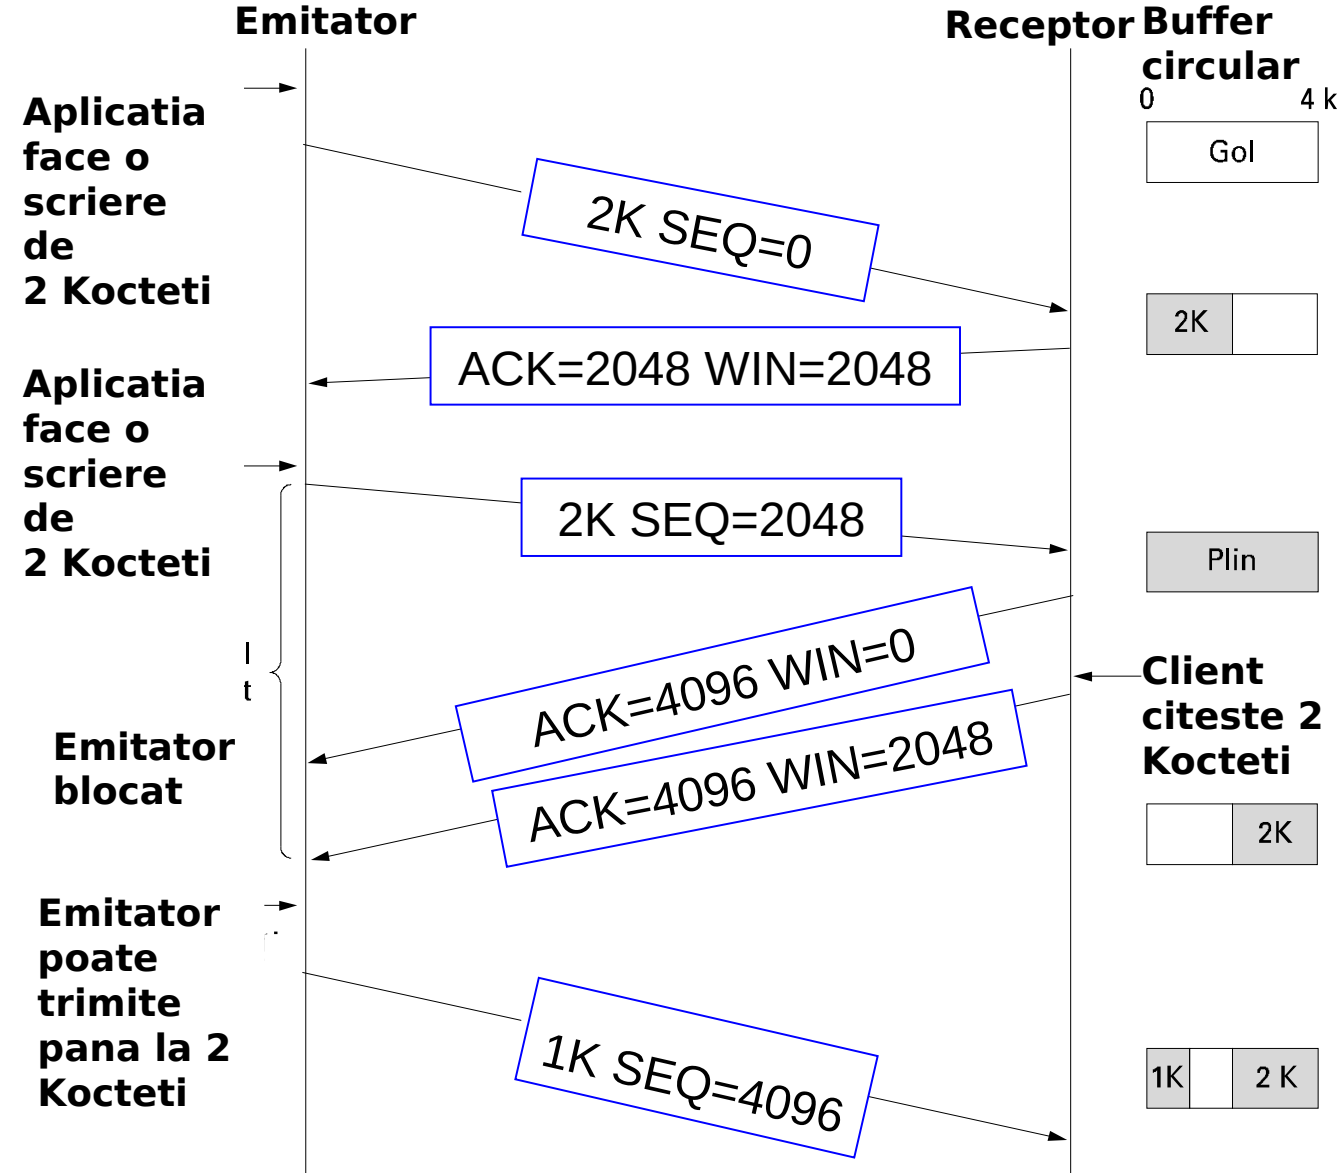 Emitator
Receptor
Buffer
circular
0
4 k
Gol
Aplicatia
face o
scriere
de
2 Kocteti
2K SEQ=0
2K
ACK=2048 WIN=2048
Aplicatia
face o
scriere
de
2 Kocteti
2K SEQ=2048
Plin
ACK=4096 WIN=0
l
t
Client
citeste 2
Kocteti
Emitator
blocat
ACK=4096 WIN=2048
2K
Emitator
poate
trimite
pana la 2
Kocteti
1K SEQ=4096
1K
2 K